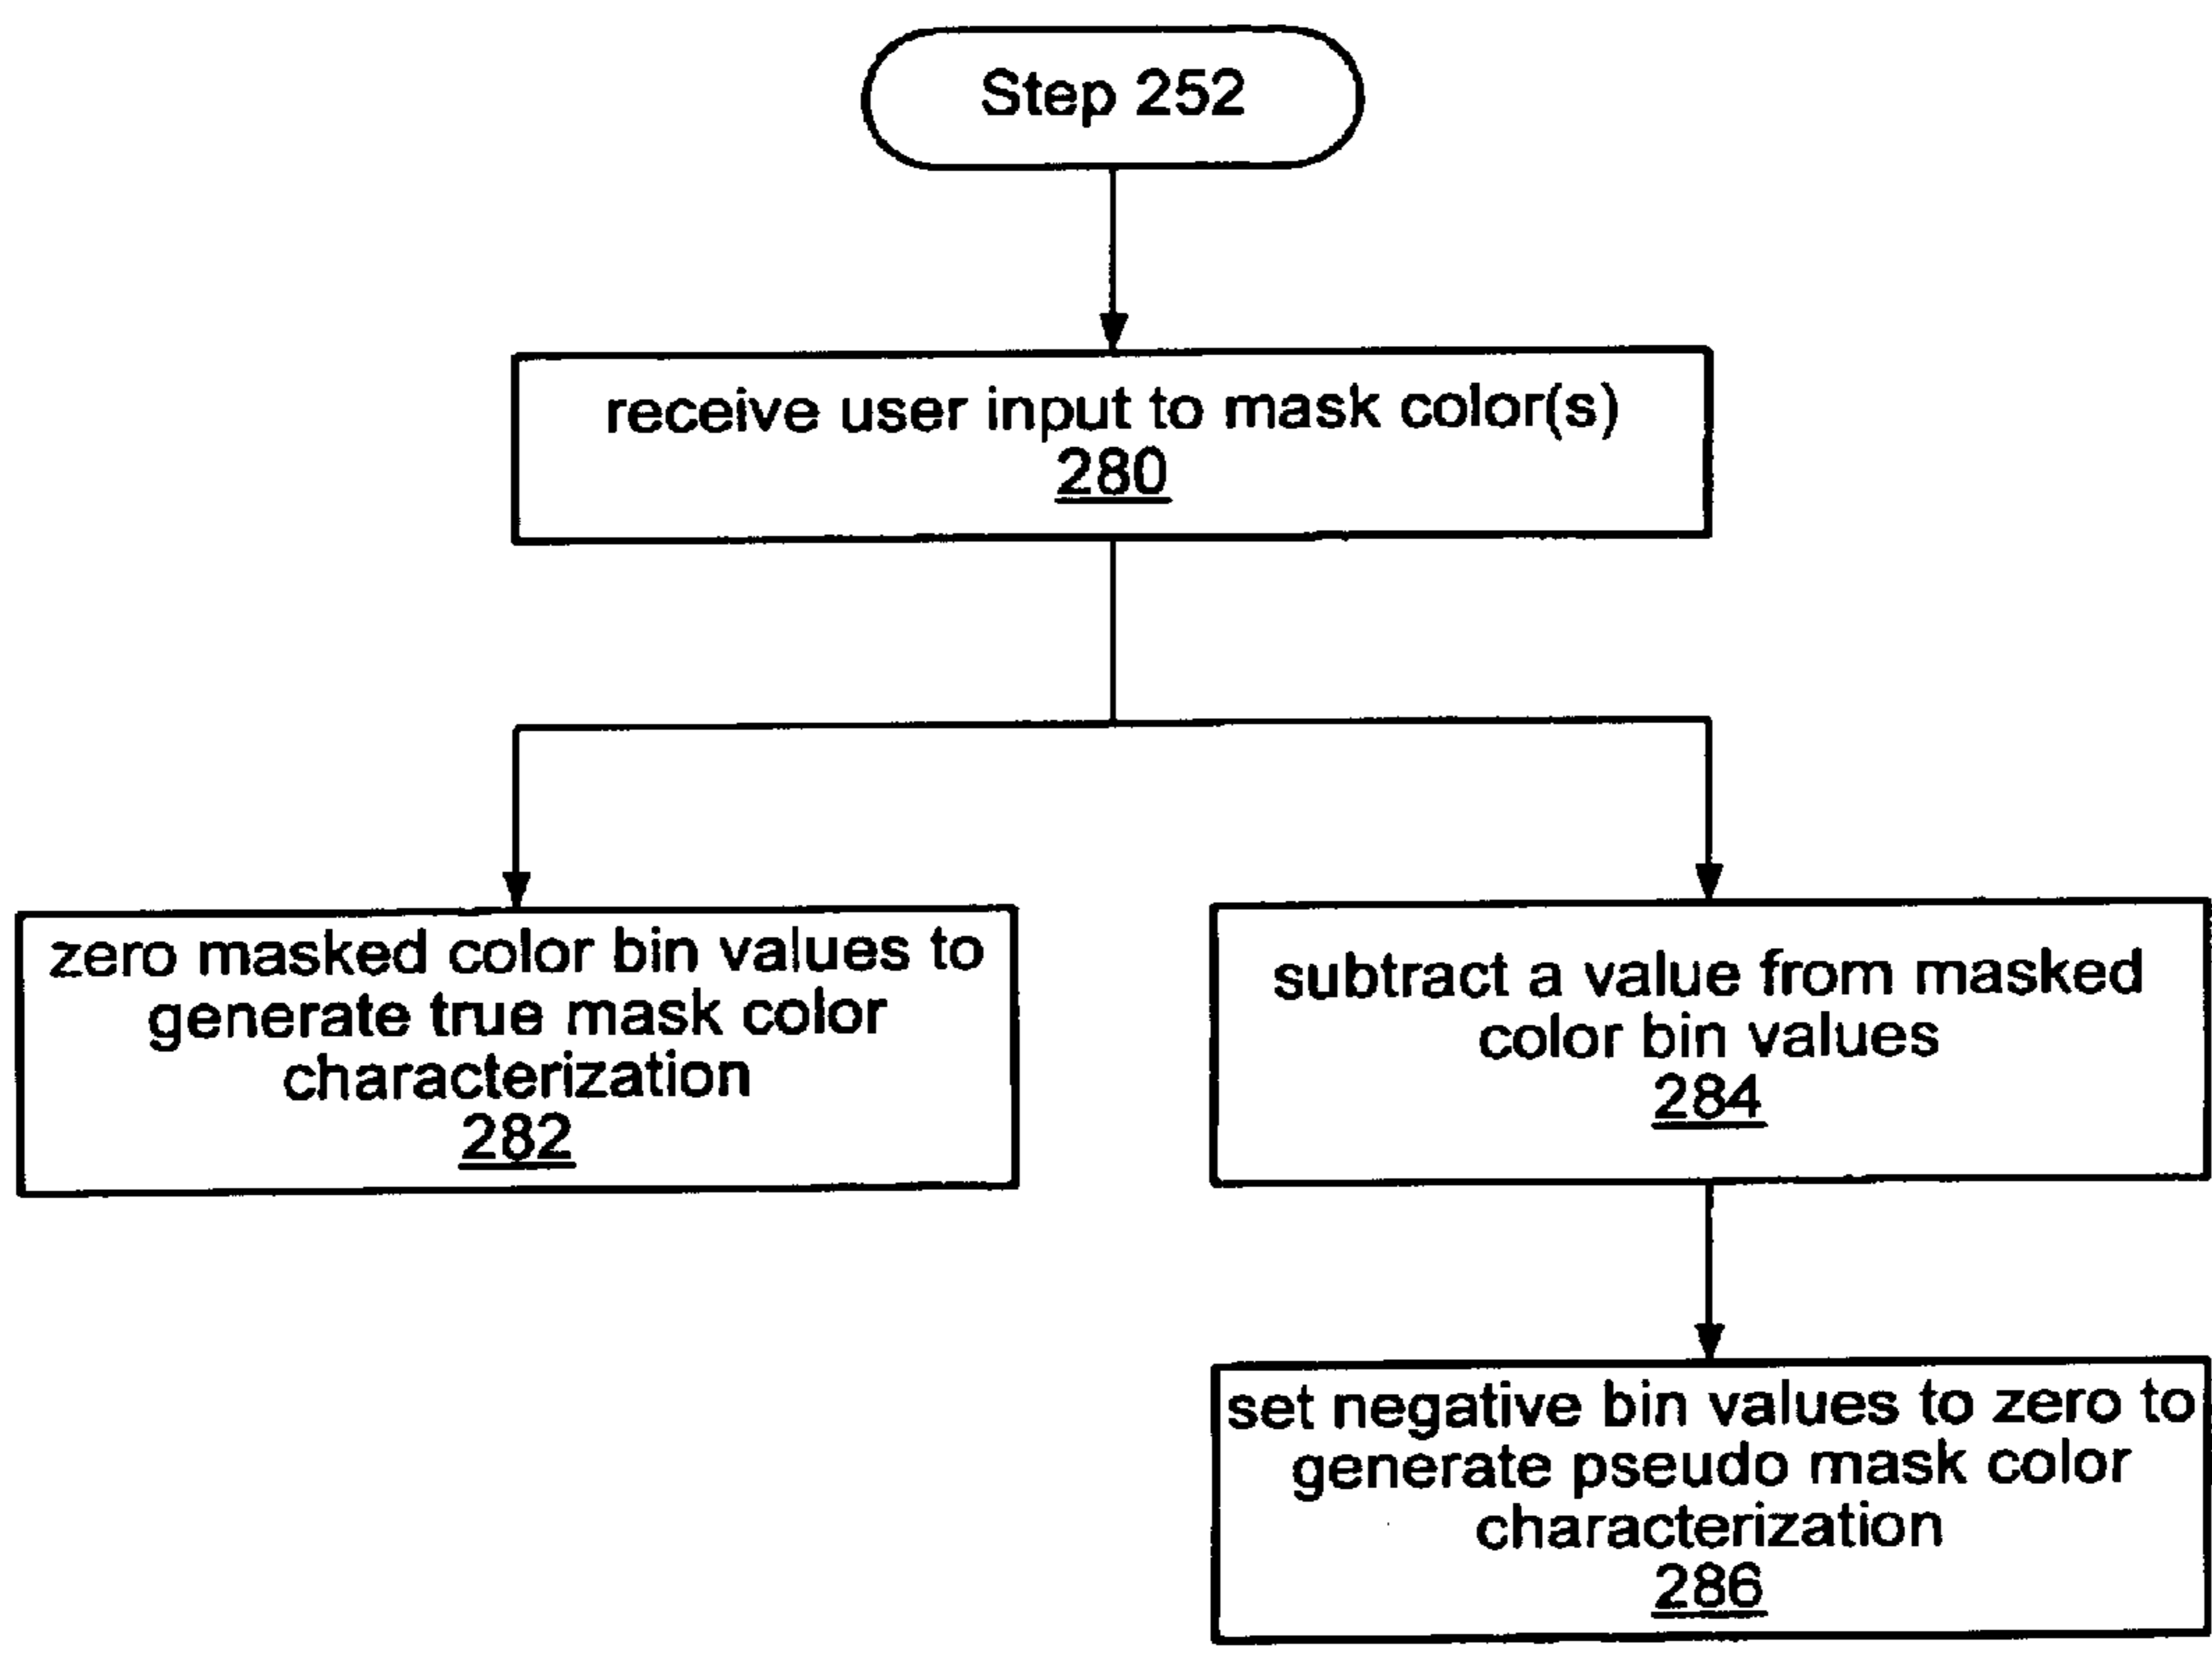 Step 252
receive user input to mask color(s)
280
zero masked color bin values to
generate true mask color
characterization
282
subtract a value from masked
color bin values
284
set negative bin values to zero to
generate pseudo mask color
characterization
286